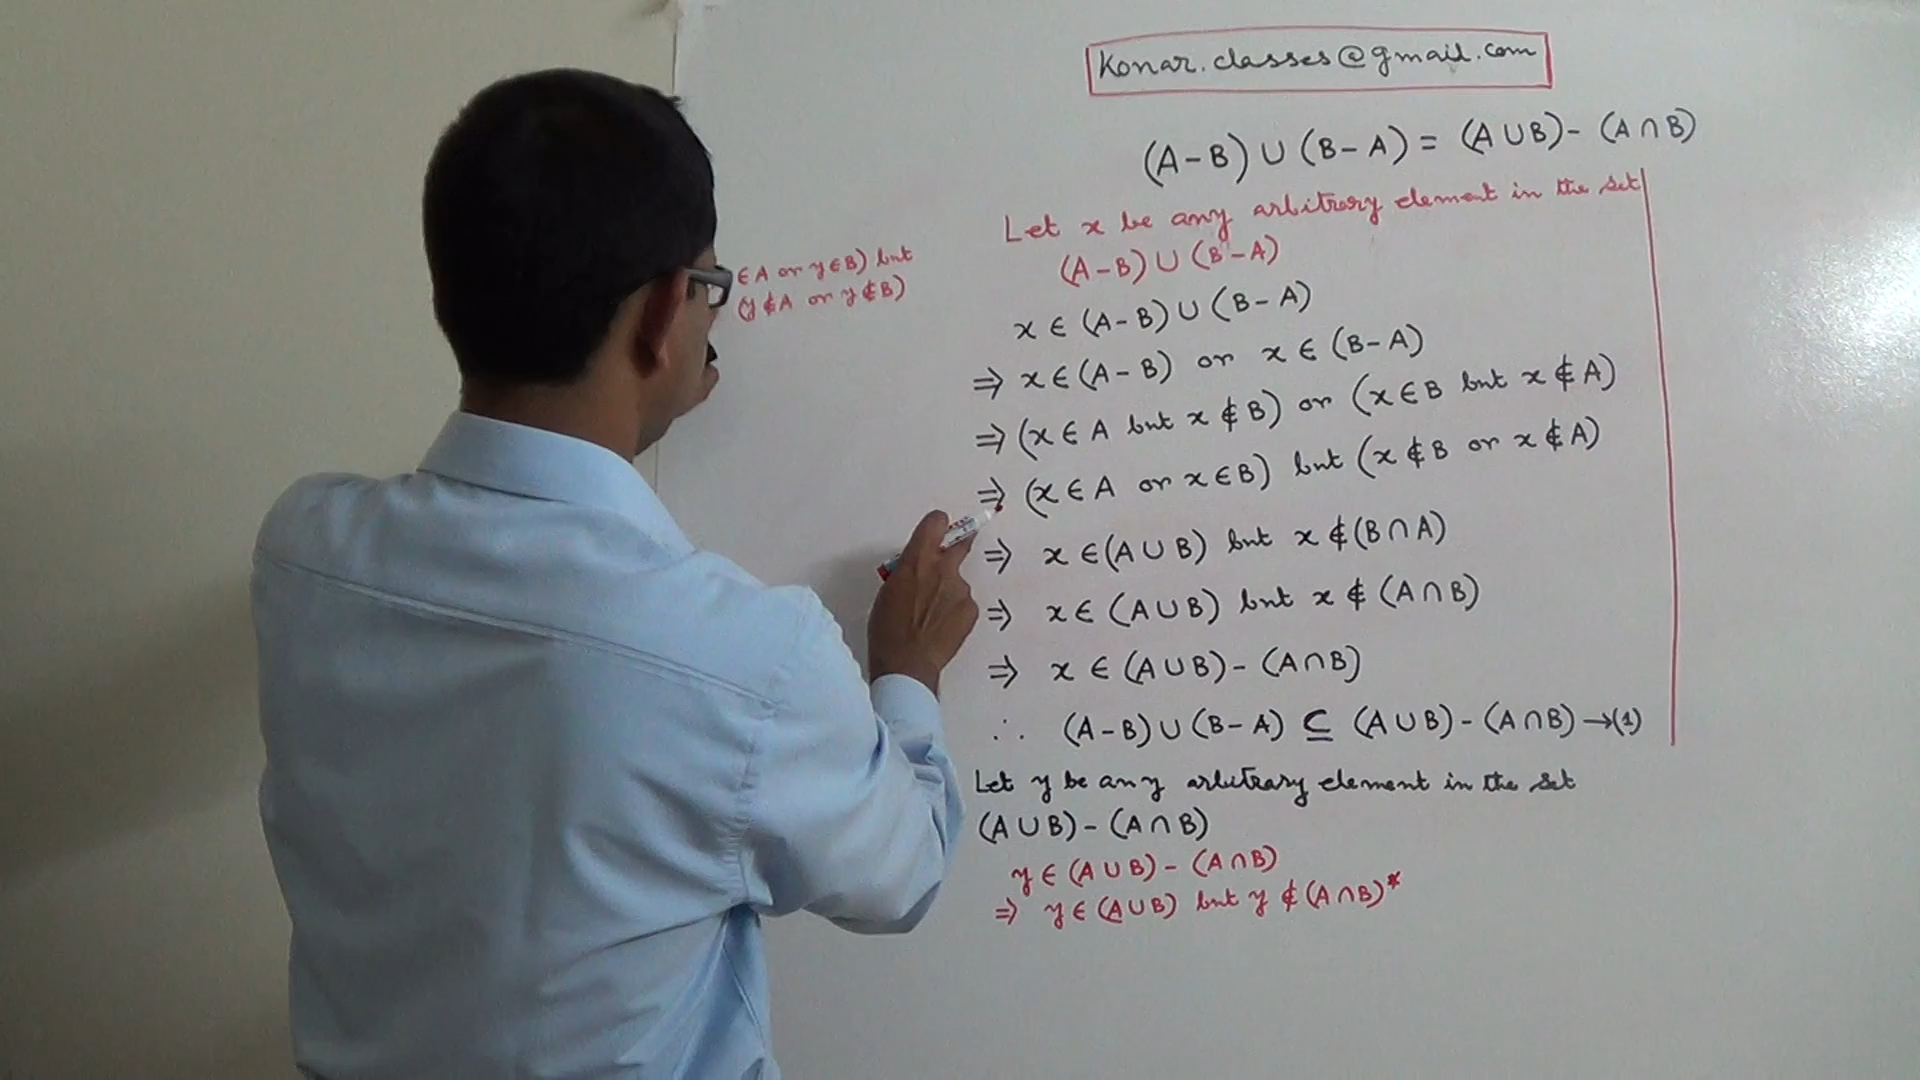 Konar.classes@gmail.com
(A-B) ∪ (B-A) = (A∪B)- (A∩B)
Let x be any arbitrary element in the set
(A-B) ∪ (B-A)
x ∈ (A-B) ∪ (B-A)
⇒ x ∈ (A-B) or x ∈ (B-A)
⇒ (x ∈ A but x ∉ B) or (x ∈ B but x ∉ A)
⇒ (x ∈ A or x ∈ B) but (x ∉ B or x ∉ A)
⇒ x ∈ (A ∪ B) but x ∉ (B ∩ A)
⇒ x ∈ (A ∪ B) but x ∉ (A ∩ B)
⇒ x ∈ (A ∪ B) - (A ∩ B)
∴ (A-B) ∪ (B-A) ⊆ (A ∪ B) - (A ∩ B) → (1)
Let y be any arbitrary element in the set
(A ∪ B) - (A ∩ B)
y ∈ (A ∪ B) - (A ∩ B)
⇒ y ∈ (A ∪ B) but y ∉ (A ∩ B)*
∈ A or y ∈ B) but
(y ∉ A or y ∉ B)